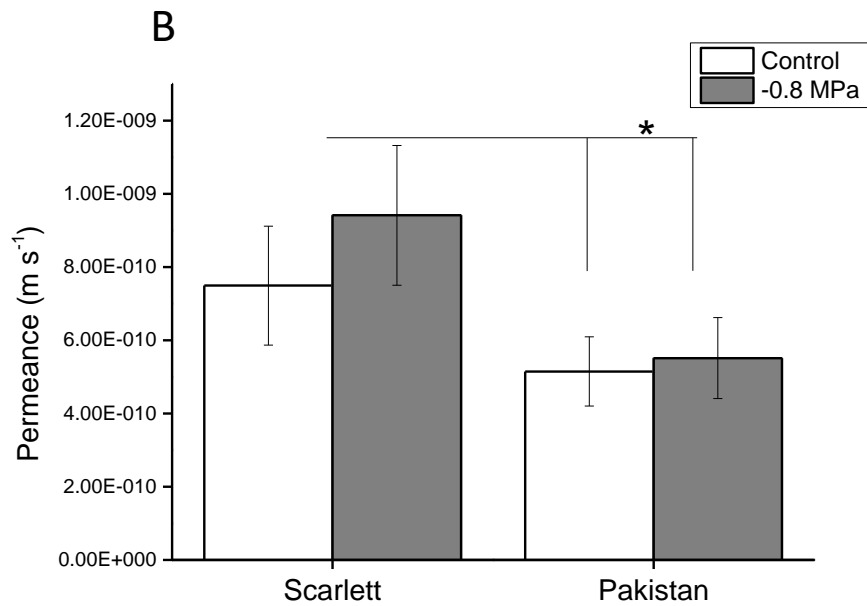 B
Control
-0.8 MPa
1.20E-009
*
1.00E-009
8.00E-010
6.00E-010
4.00E-010
2.00E-010
0.00E+000
Permeance (m s⁻¹)
Scarlett Pakistan